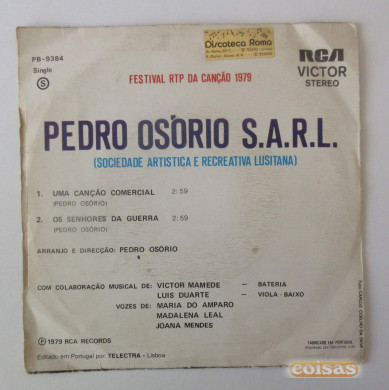 PB-9384
Single
S
Discoteca Roma
RCA
VICTOR
STEREO
FESTIVAL RTP DA CANÇÃO 1979
PEDRO OSÓRIO S.A.R.L.
(SOCIEDADE ARTISTICA E RECREATIVA LUSITANA)
1. UMA CANÇÃO COMERCIAL 2:59
(PEDRO OSÓRIO)
2. OS SENHORES DA GUERRA 2:59
(PEDRO OSÓRIO)
ARRANJO E DIRECÇÃO: PEDRO OSÓRIO
COM COLABORAÇÃO MUSICAL DE: VICTOR MAMEDE – BATERIA
LUIS DUARTE – VIOLA-BAIXO
VOZES DE: MARIA DO AMPARO
MADALENA LEAL
JOANA MENDES
Ⓟ 1979 RCA RECORDS
Editado em Portugal por: TELECTRA - Lisboa
FABRICADO EM PORTUGAL
coisas